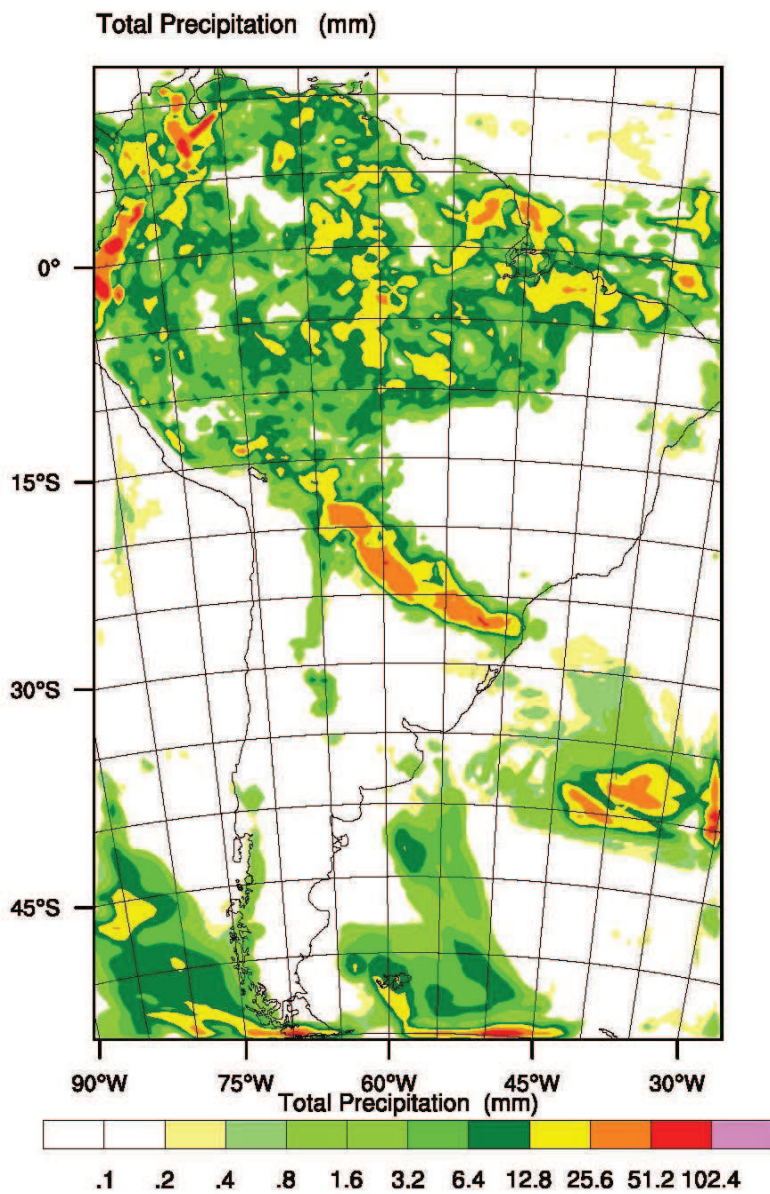 Total Precipitation (mm)
0°
15°S
30°S
45°S
90°W 75°W 60°W 45°W 30°W
Total Precipitation (mm)
.1 .2 .4 .8 1.6 3.2 6.4 12.8 25.6 51.2 102.4